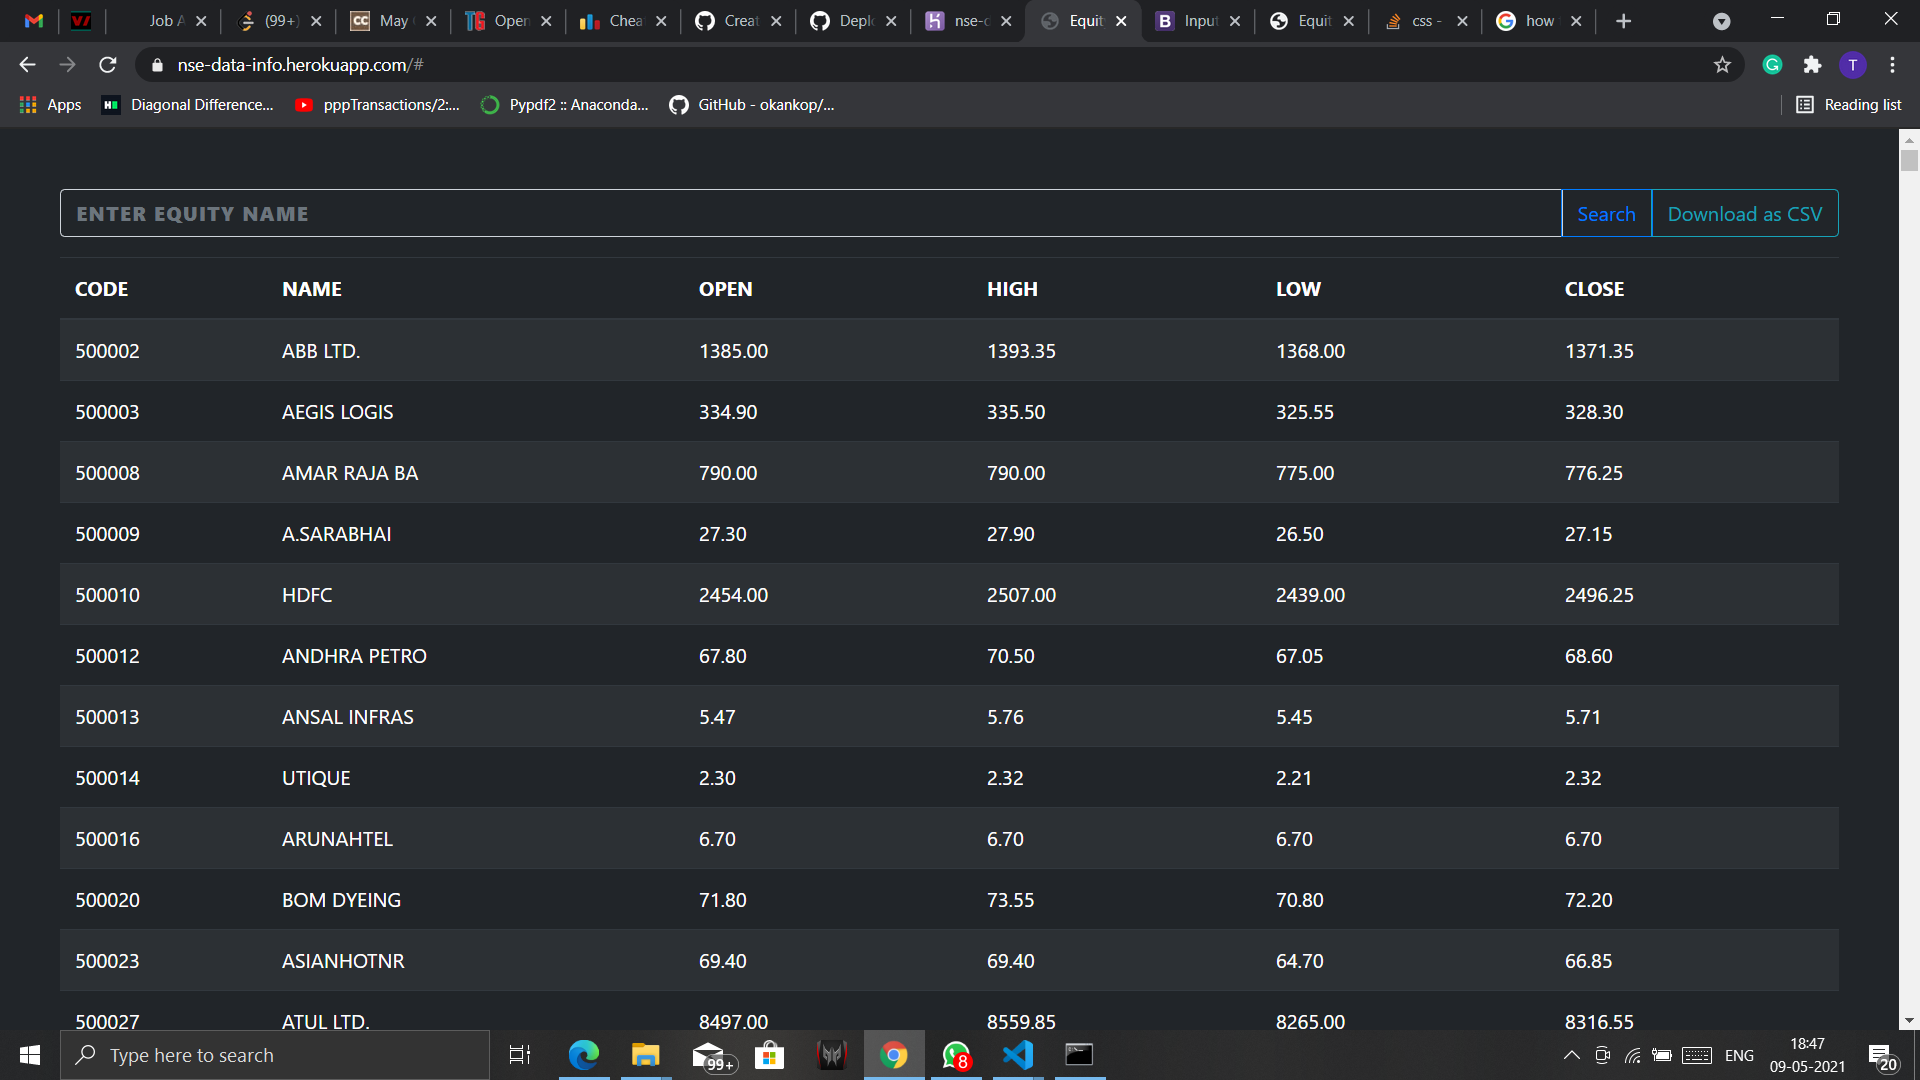 Job A (99+) May Open Chea Creat Deplo nse-d Equit Input Equit css - how
nse-data-info.herokuapp.com/#
Apps Diagonal Difference... pppTransactions/2:... Pypdf2 :: Anaconda... GitHub - okankop/... Reading list
ENTER EQUITY NAME Search Download as CSV
CODE NAME OPEN HIGH LOW CLOSE
500002 ABB LTD. 1385.00 1393.35 1368.00 1371.35
500003 AEGIS LOGIS 334.90 335.50 325.55 328.30
500008 AMAR RAJA BA 790.00 790.00 775.00 776.25
500009 A.SARABHAI 27.30 27.90 26.50 27.15
500010 HDFC 2454.00 2507.00 2439.00 2496.25
500012 ANDHRA PETRO 67.80 70.50 67.05 68.60
500013 ANSAL INFRAS 5.47 5.76 5.45 5.71
500014 UTIQUE 2.30 2.32 2.21 2.32
500016 ARUNAHTEL 6.70 6.70 6.70 6.70
500020 BOM DYEING 71.80 73.55 70.80 72.20
500023 ASIANHOTNR 69.40 69.40 64.70 66.85
500027 ATUL LTD. 8497.00 8559.85 8265.00 8316.55
Type here to search 99+ 8 ENG 18:47
09-05-2021 20